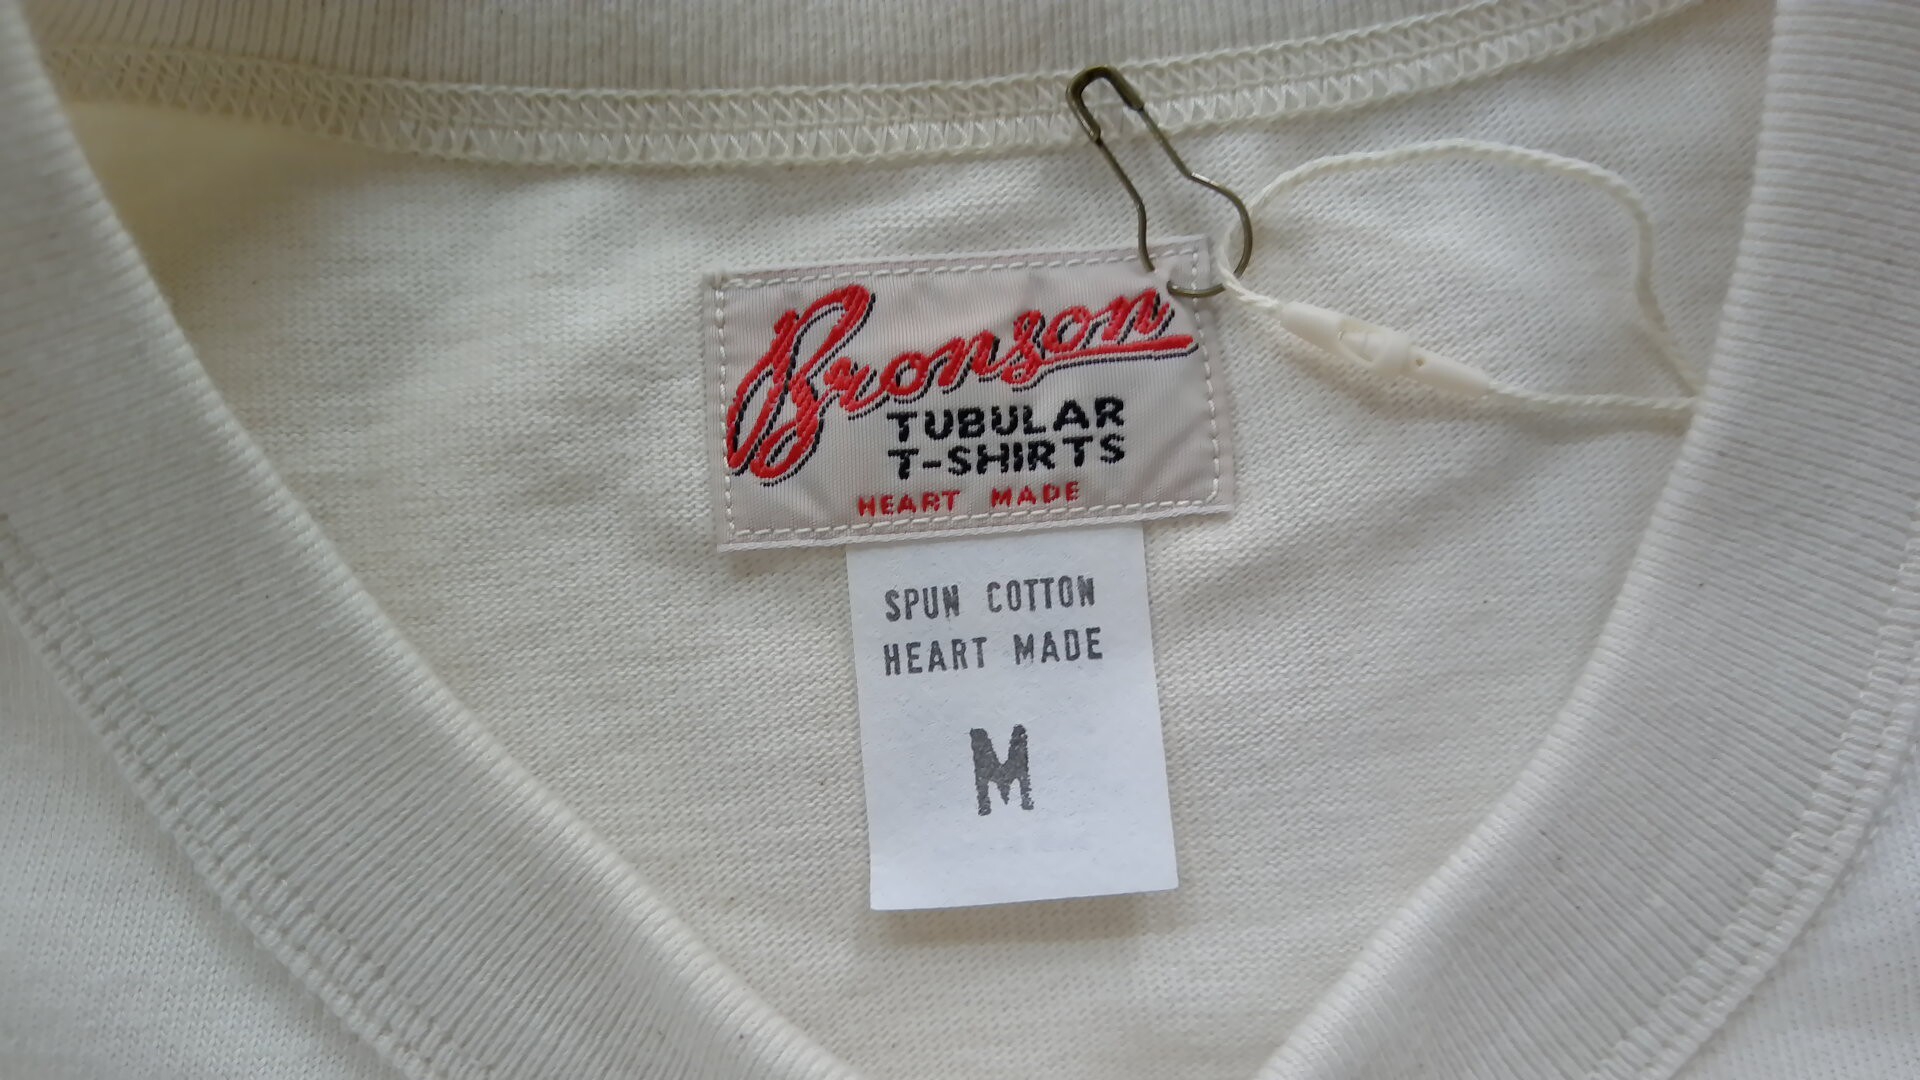 Bronson
TUBULAR
T-SHIRTS
HEART MADE
SPUN COTTON
HEART MADE
M